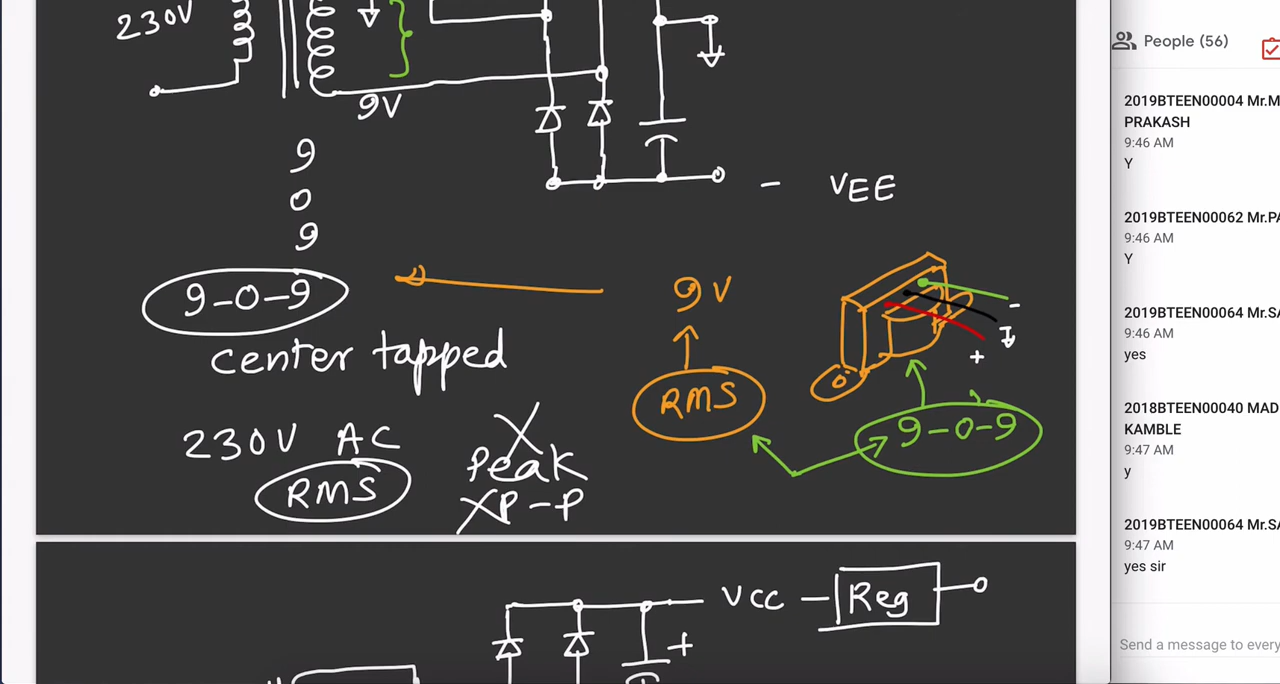 230V
9V
9
0
9
- VEE
9-0-9
center tapped
9V
RMS
-
+
9-0-9
230V AC
RMS
X
Peak
XP-P
VCC
Reg
+
People (56)
2019BTEEN00004 Mr.M
PRAKASH
9:46 AM
Y
2019BTEEN00062 Mr.PA
9:46 AM
Y
2019BTEEN00064 Mr.SA
9:46 AM
yes
2018BTEEN00040 MAD
KAMBLE
9:47 AM
y
2019BTEEN00064 Mr.SA
9:47 AM
yes sir
Send a message to every